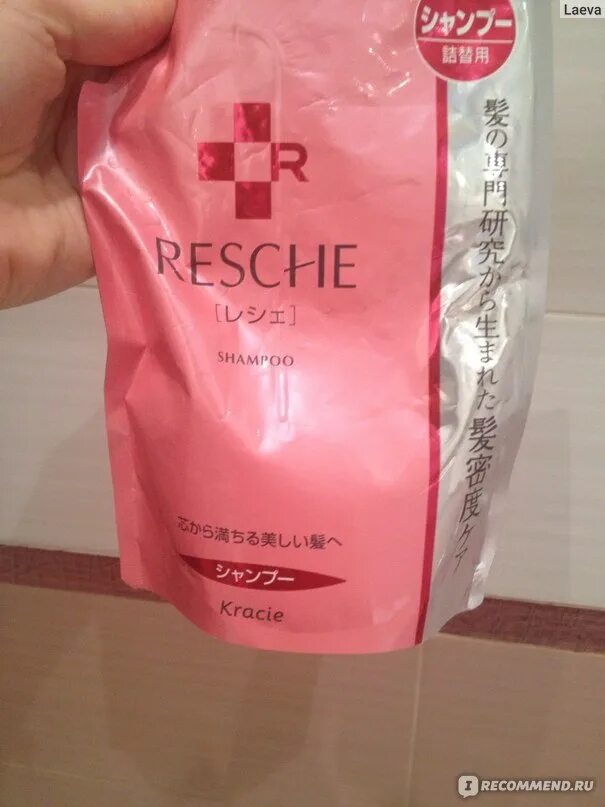 Laeva
シャンプー
詰替用
R
RESCHE
[レシェ]
SHAMPOO
髪の専門研究から生まれた髪密度ケア
芯から満ちる美しい髪へ
シャンプー
Kracie
IRECOMMEND.RU